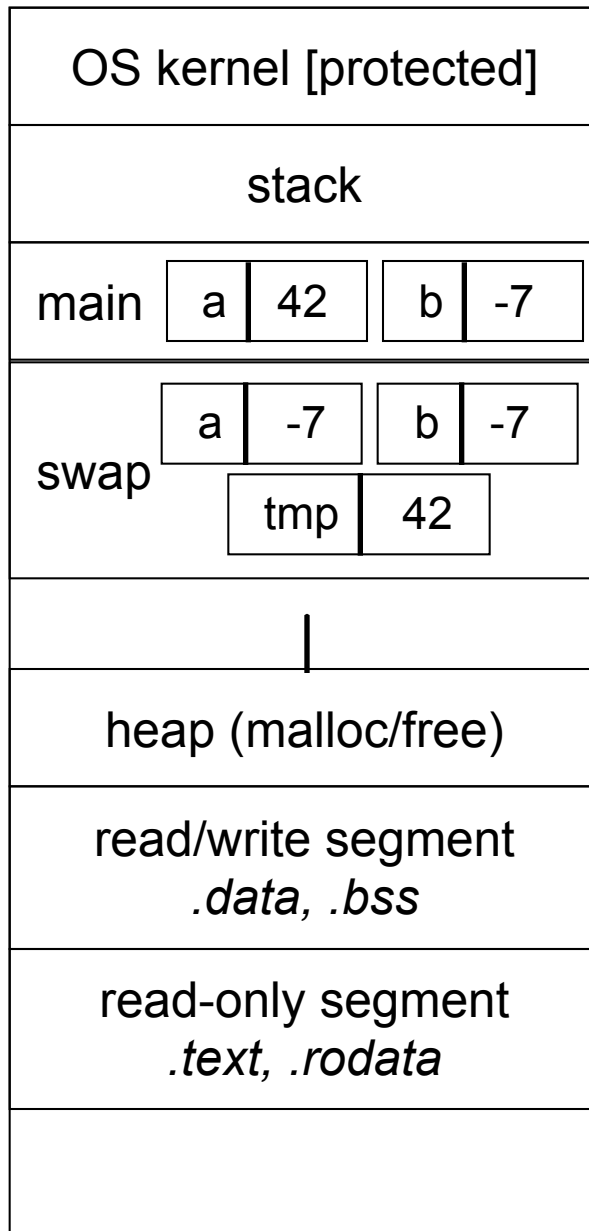 OS kernel [protected]
stack
main a 42 b -7
a -7 b -7
swap
tmp 42
heap (malloc/free)
read/write segment
.data, .bss
read-only segment
.text, .rodata